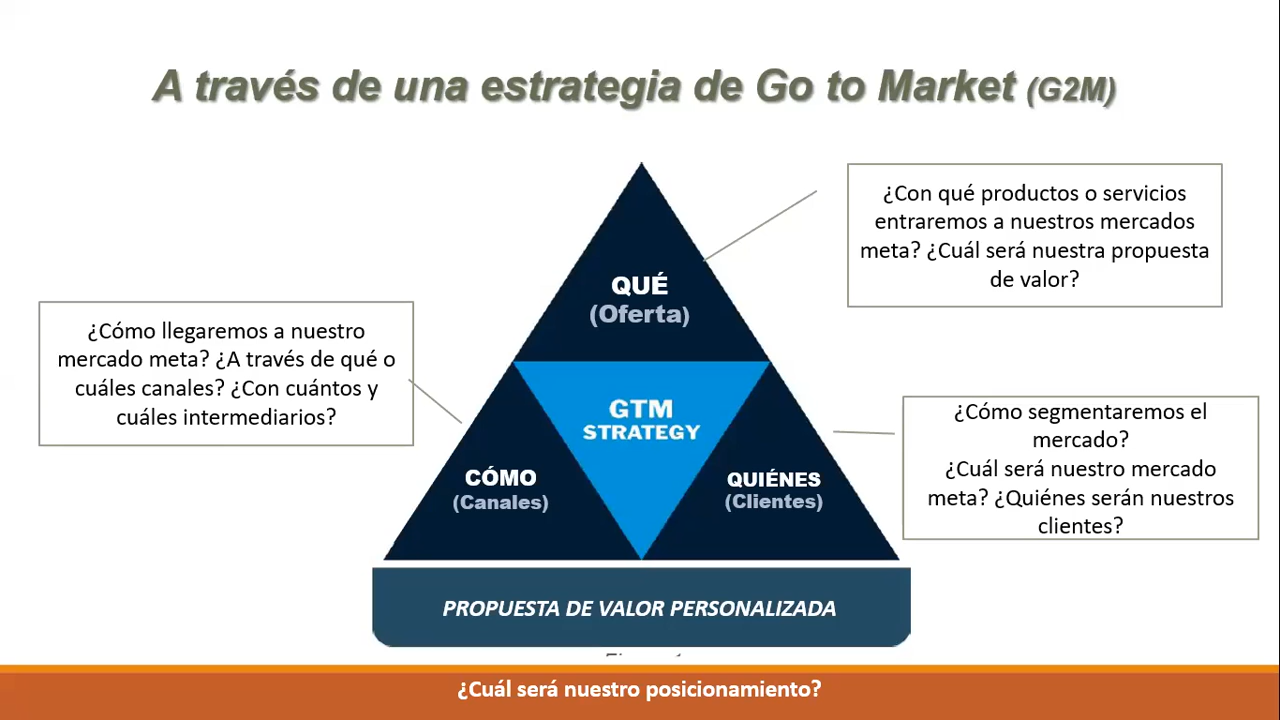 A través de una estrategia de Go to Market (G2M)
¿Con qué productos o servicios
entraremos a nuestros mercados
meta? ¿Cuál será nuestra propuesta
de valor?
QUÉ
(Oferta)
¿Cómo llegaremos a nuestro
mercado meta? ¿A través de qué o
cuáles canales? ¿Con cuántos y
cuáles intermediarios?
GTM
STRATEGY
¿Cómo segmentaremos el
mercado?
¿Cuál será nuestro mercado
meta? ¿Quiénes serán nuestros
clientes?
CÓMO
(Canales)
QUIÉNES
(Clientes)
PROPUESTA DE VALOR PERSONALIZADA
¿Cuál será nuestro posicionamiento?